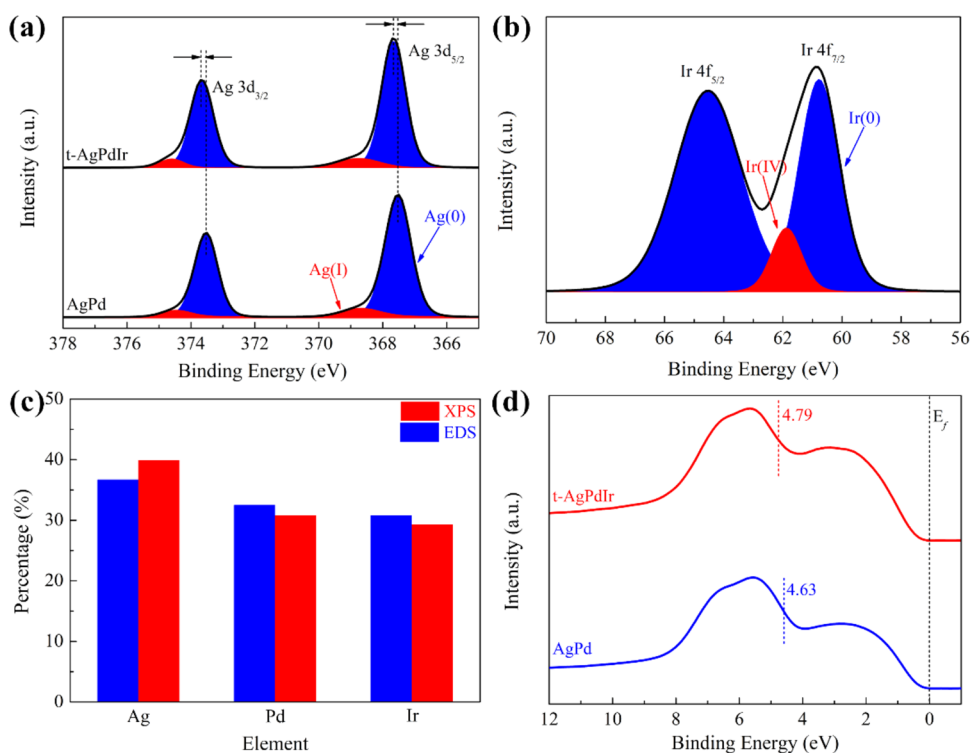 (a)
Ag 3d5/2
Ag 3d3/2
t-AgPdIr
Ag(0)
Ag(I)
AgPd
Intensity (a.u.)
378 376 374 372 370 368 366
Binding Energy (eV)
(b)
Ir 4f5/2
Ir 4f7/2
Ir(0)
Ir(IV)
Intensity (a.u.)
70 68 66 64 62 60 58 56
Binding Energy (eV)
(c)
XPS
EDS
50
40
30
20
10
0
Percentage (%)
Ag Pd Ir
Element
(d)
4.79
Ef
t-AgPdIr
4.63
AgPd
Intensity (a.u.)
12 10 8 6 4 2 0
Binding Energy (eV)